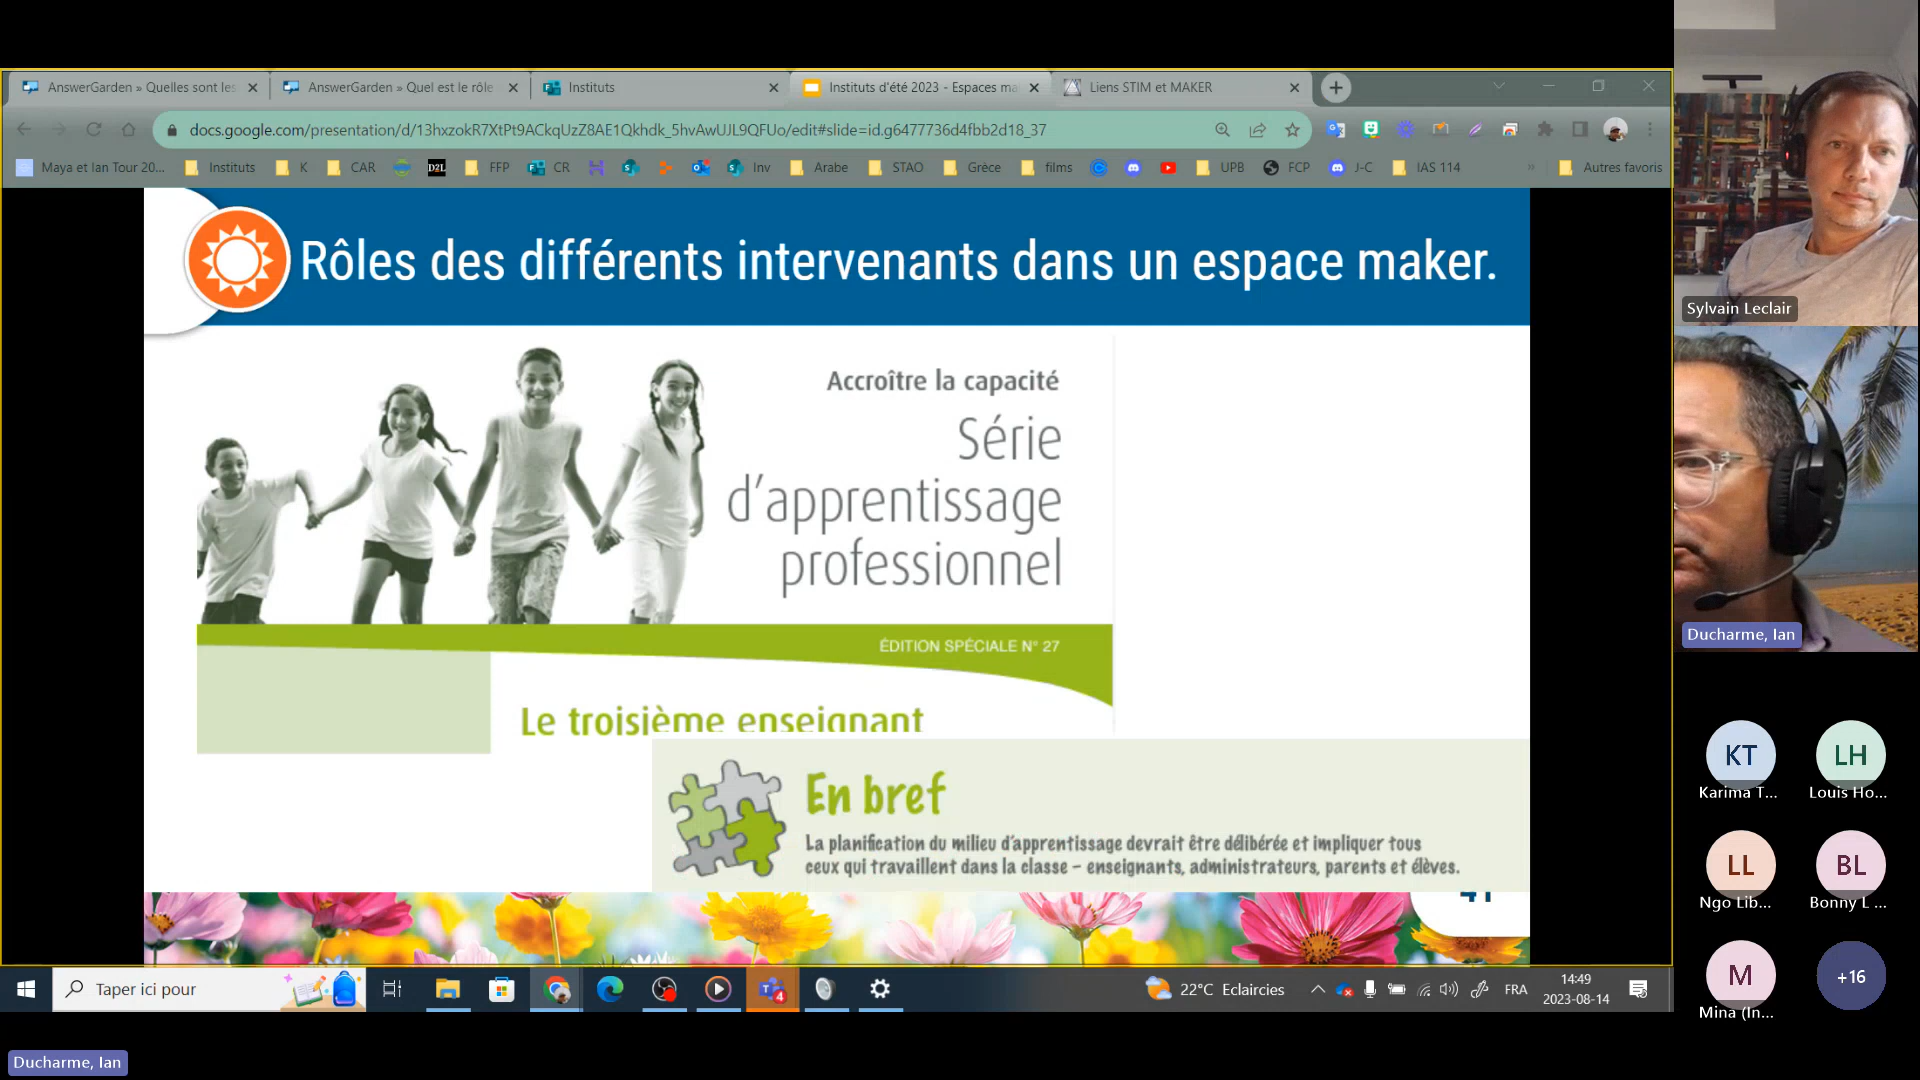 AnswerGarden » Quelles sont les
AnswerGarden » Quel est le rôle
Instituts
Instituts d'été 2023 - Espaces ma
Liens STIM et MAKER
docs.google.com/presentation/d/13hxzokR7XtPt9ACkqUzZ8AE1Qkhdk_5hvAwUJL9QFUo/edit#slide=id.g6477736d4fbb2d18_37
Maya et Ian Tour 20...
Instituts
K
CAR
D2L
FFP
CR
Inv
Arabe
STAO
Grèce
films
UPB
FCP
J-C
IAS 114
»
Autres favoris
Rôles des différents intervenants dans un espace maker.
Accroître la capacité
Série
d'apprentissage
professionnel
ÉDITION SPÉCIALE N° 27
Le troisième enseignant
En bref
La planification du milieu d'apprentissage devrait être délibérée et impliquer tous
ceux qui travaillent dans la classe – enseignants, administrateurs, parents et élèves.
41
Taper ici pour
4
22°C Eclaircies
FRA
14:49
2023-08-14
Ducharme, Ian
Sylvain Leclair
Ducharme, Ian
KT
Karima T...
LH
Louis Ho...
LL
Ngo Lib...
BL
Bonny L ...
M
Mina (In...
+16